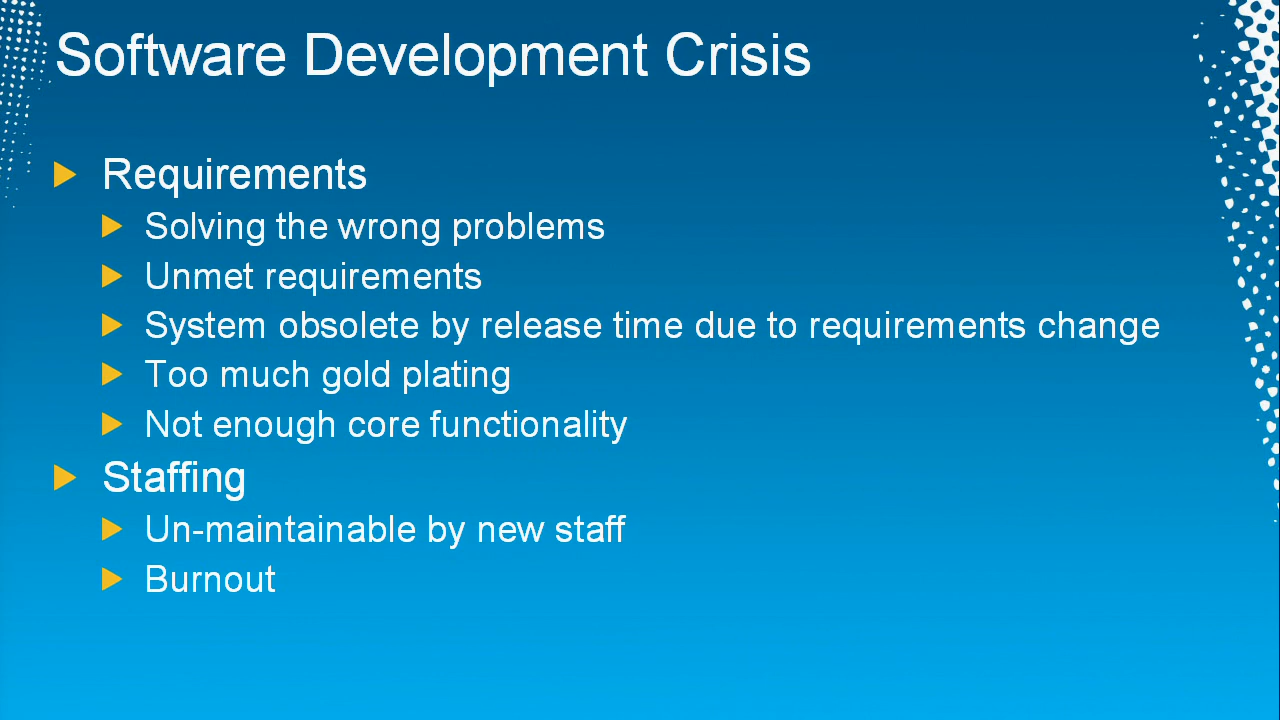 Software Development Crisis
Requirements
Solving the wrong problems
Unmet requirements
System obsolete by release time due to requirements change
Too much gold plating
Not enough core functionality
Staffing
Un-maintainable by new staff
Burnout